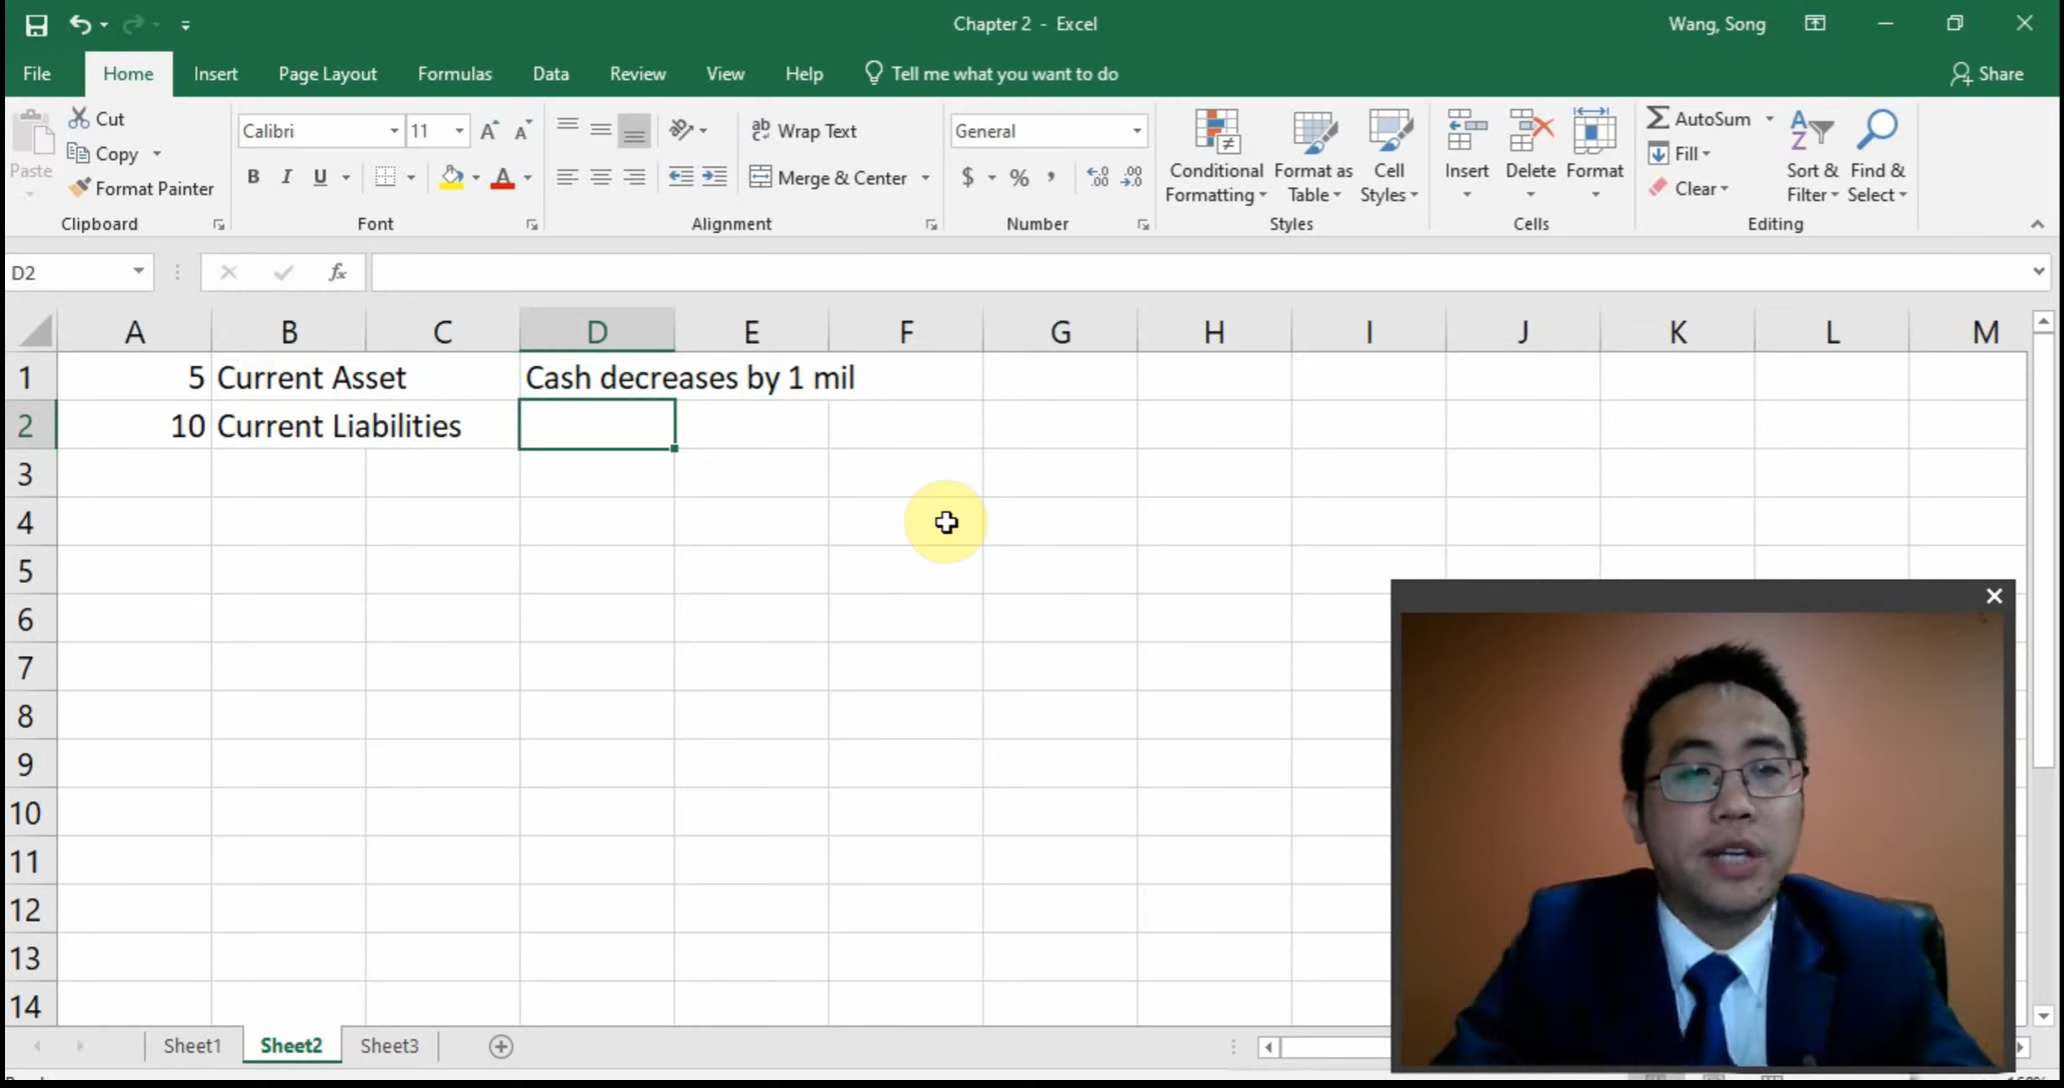 Chapter 2 - Excel
Wang, Song
File Home Insert Page Layout Formulas Data Review View Help Tell me what you want to do Share
Paste
Cut
Copy
Format Painter
Clipboard
Calibri 11
B I U
Font
Wrap Text
Merge & Center
Alignment
General
$ % ,
Number
Conditional Formatting
Format as Table
Cell Styles
Styles
Insert Delete Format
Cells
AutoSum
Fill
Clear
Sort & Filter
Find & Select
Editing
D2
fx
A B C D E F G H I J K L M
1 5 Current Asset Cash decreases by 1 mil
2 10 Current Liabilities
3
4
5
6
7
8
9
10
11
12
13
14
Sheet1 Sheet2 Sheet3